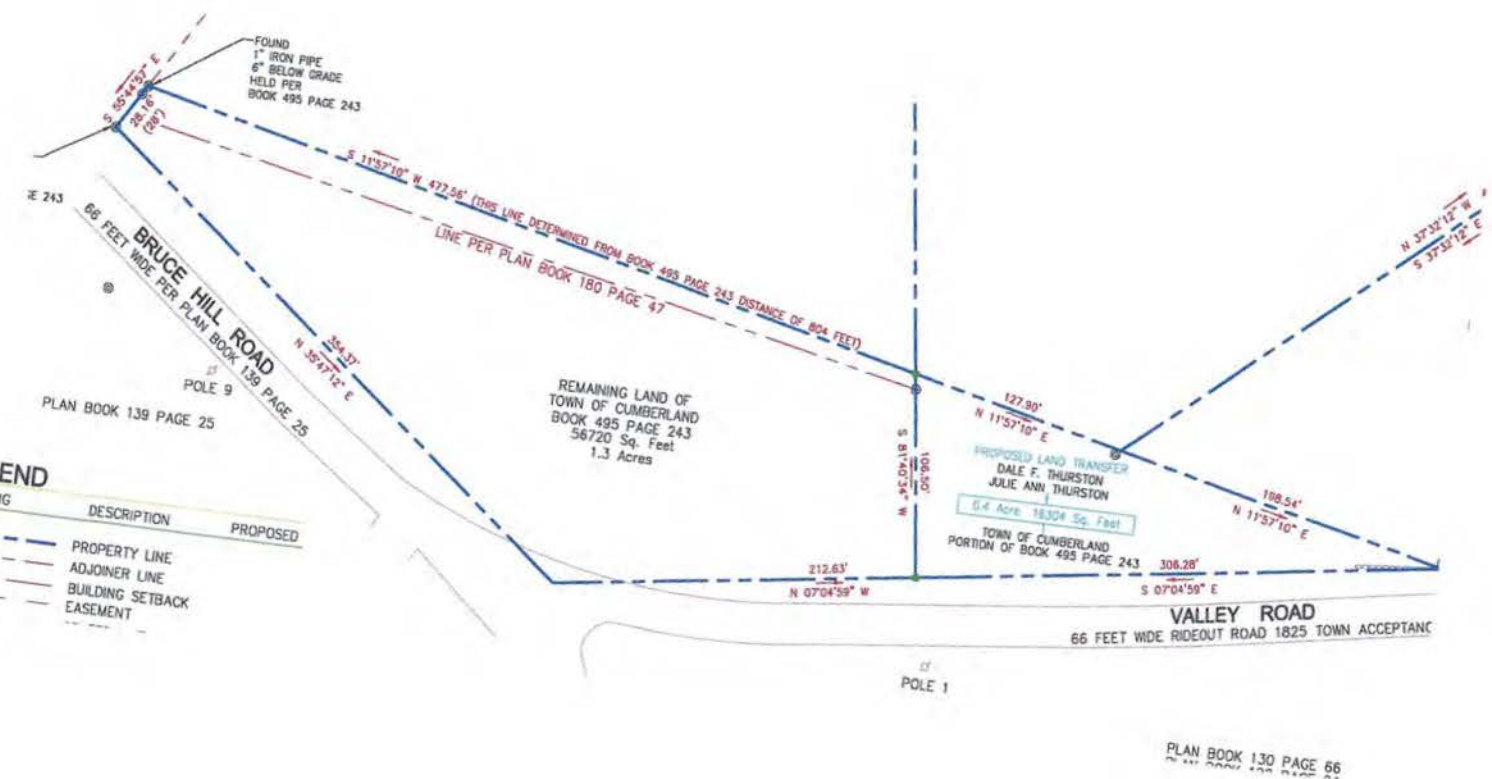 FOUND
1" IRON PIPE
6" BELOW GRADE
HELD PER
BOOK 495 PAGE 243
S 55°44'57" E
28.16'
(28')
S 11°57'10" W 477.56' (THIS LINE DETERMINED FROM BOOK 495 PAGE 243 DISTANCE OF 804 FEET)
LINE PER PLAN BOOK 180 PAGE 47
N 37°32'12" W
S 37°32'12" E
243
BRUCE HILL ROAD
66 FEET WIDE PER PLAN BOOK 139 PAGE 25
354.37'
N 35°47'12" E
POLE 9
PLAN BOOK 139 PAGE 25
REMAINING LAND OF
TOWN OF CUMBERLAND
BOOK 495 PAGE 243
56720 Sq. Feet
1.3 Acres
S 81°40'34" W
106.50'
127.90'
N 11°57'10" E
PROPOSED LAND TRANSFER
DALE F. THURSTON
JULIE ANN THURSTON
0.4 Acre 16304 Sq. Feet
TOWN OF CUMBERLAND
PORTION OF BOOK 495 PAGE 243
198.54'
N 11°57'10" E
END
G DESCRIPTION PROPOSED
PROPERTY LINE
ADJOINER LINE
BUILDING SETBACK
EASEMENT
212.63'
N 07°04'59" W
306.28'
S 07°04'59" E
VALLEY ROAD
66 FEET WIDE RIDEOUT ROAD 1825 TOWN ACCEPTANC
POLE 1
PLAN BOOK 130 PAGE 66